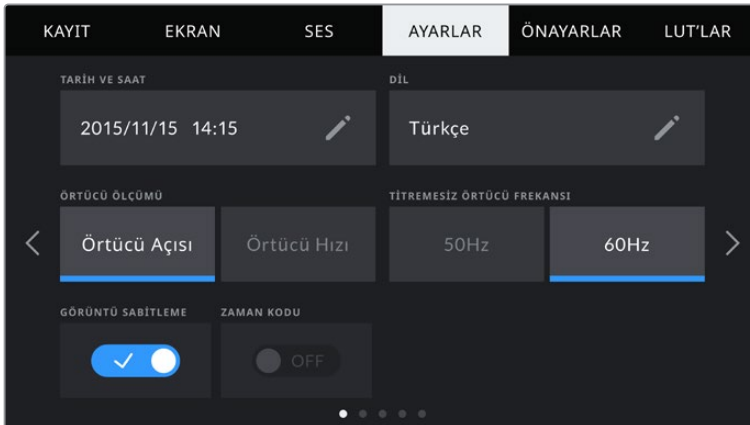 KAYIT EKRAN SES AYARLAR ÖNAYARLAR LUT'LAR
TARİH VE SAAT DİL
2015/11/15 14:15 Türkçe
ÖRTÜCÜ ÖLÇÜMÜ TİTREMESİZ ÖRTÜCÜ FREKANSI
Örtücü Açısı Örtücü Hızı 50Hz 60Hz
GÖRÜNTÜ SABİTLEME ZAMAN KODU
OFF